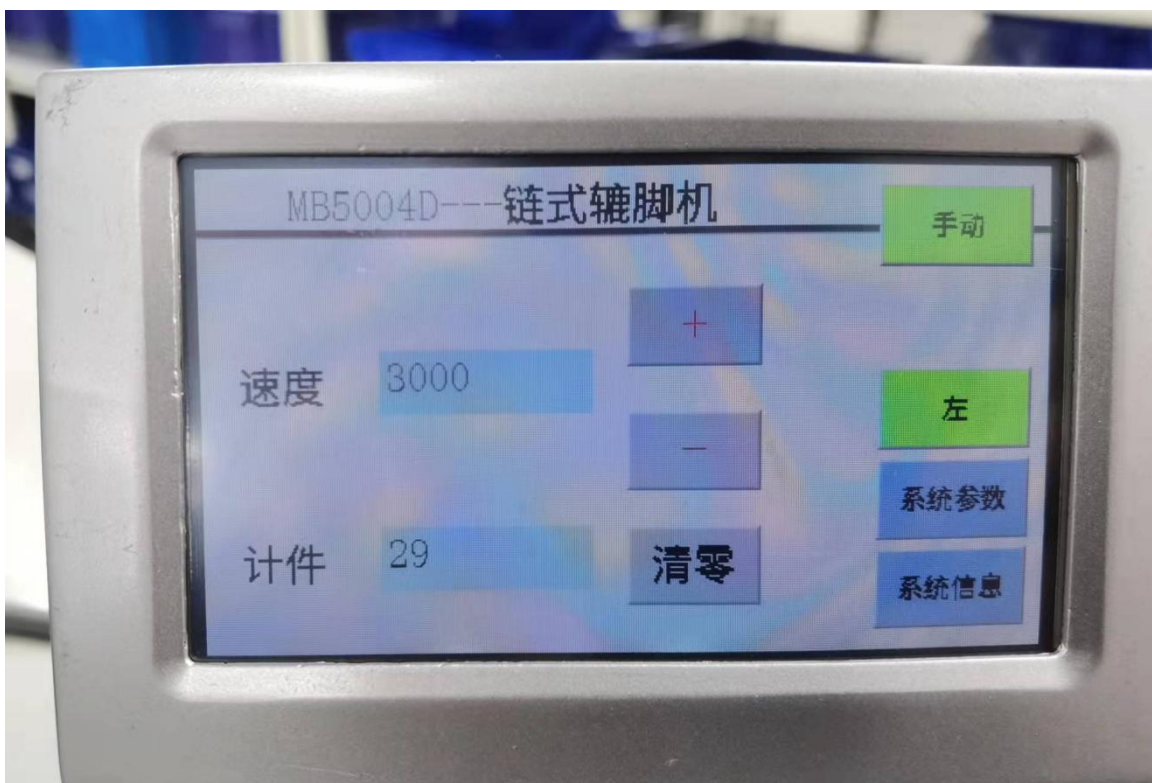 MB5004D---链式辘脚机
手动
+
速度 3000
左
-
系统参数
计件 29 清零
系统信息